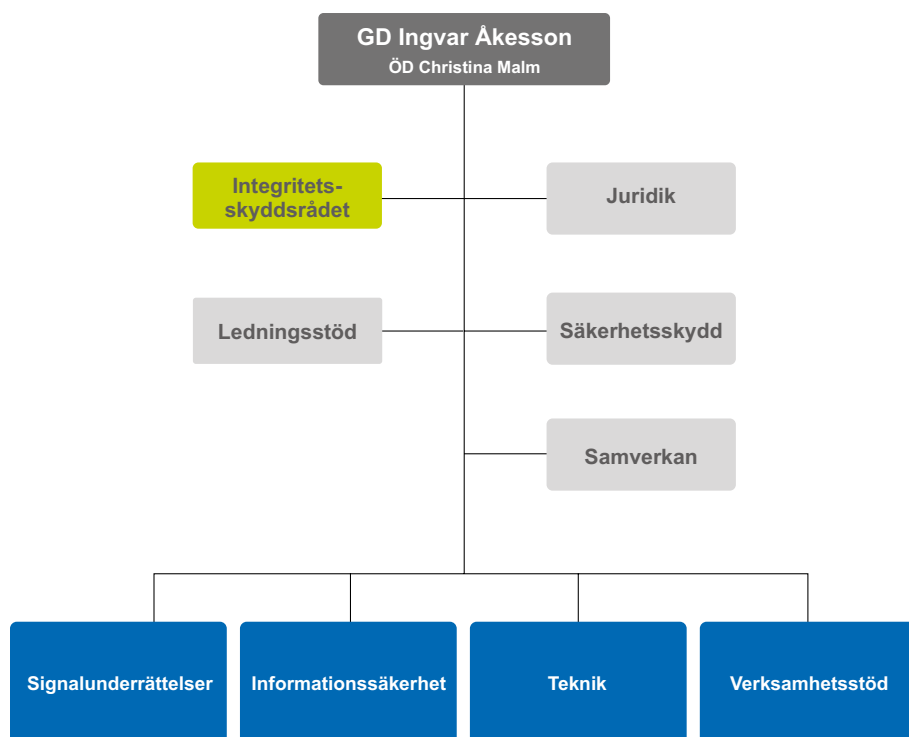 GD Ingvar Åkesson
ÖD Christina Malm
Integritets-
skyddsrådet
Juridik
Ledningsstöd
Säkerhetsskydd
Samverkan
Signalunderrättelser
Informationssäkerhet
Teknik
Verksamhetsstöd